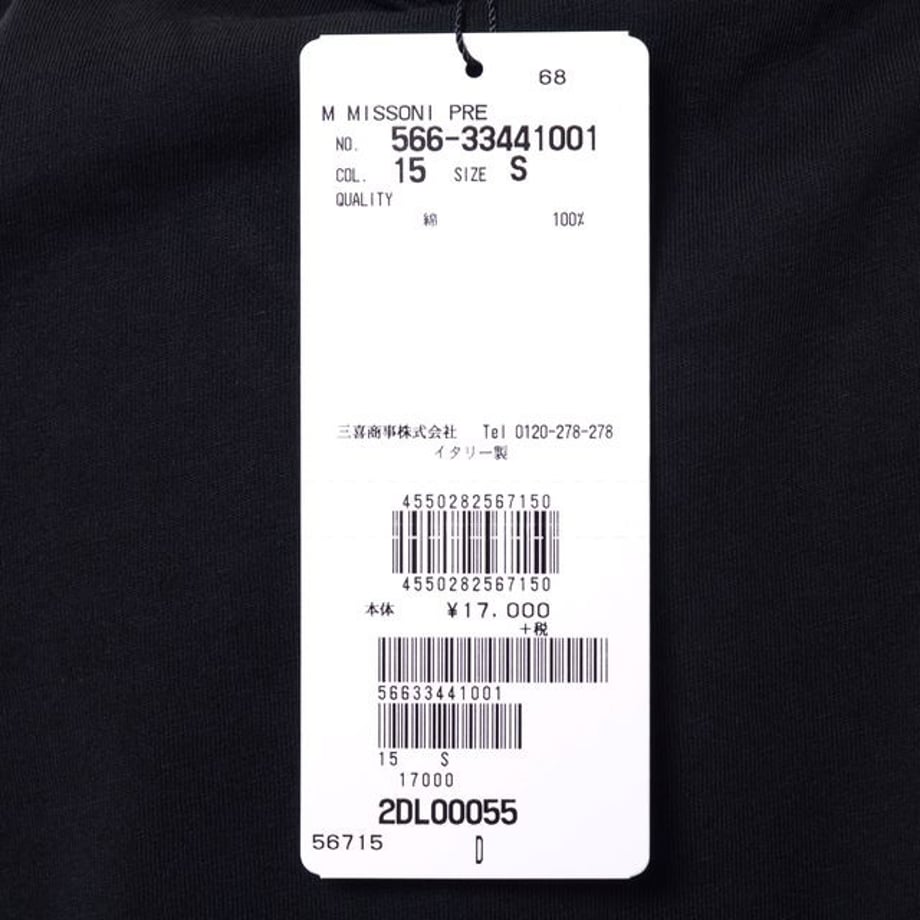 68
M MISSONI PRE
NO. 566-33441001
COL. 15 SIZE S
QUALITY
綿 100%
三喜商事株式会社 Tel 0120-278-278
イタリー製
4550282567150
4550282567150
本体 ¥17.000
+税
56633441001
15 S
17000
2DL00055
56715 D